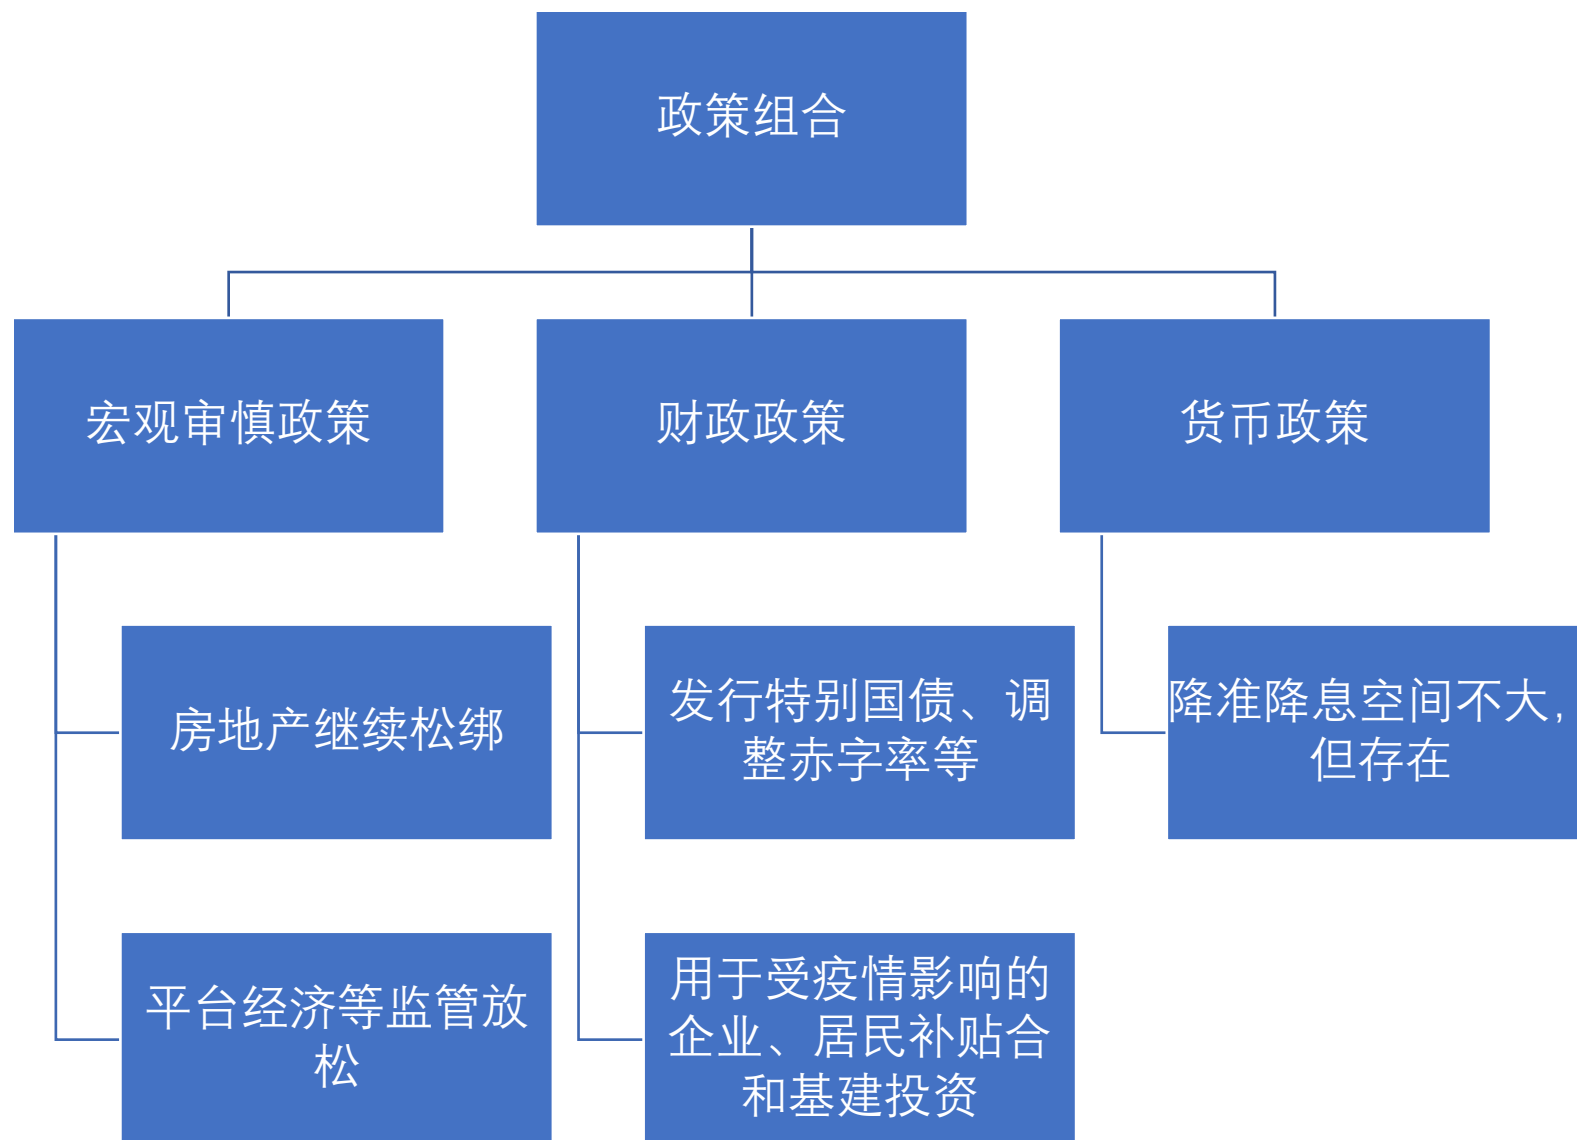 政策组合
宏观审慎政策
财政政策
货币政策
房地产继续松绑
发行特别国债、调
整赤字率等
降准降息空间不大，
但存在
平台经济等监管放
松
用于受疫情影响的
企业、居民补贴合
和基建投资